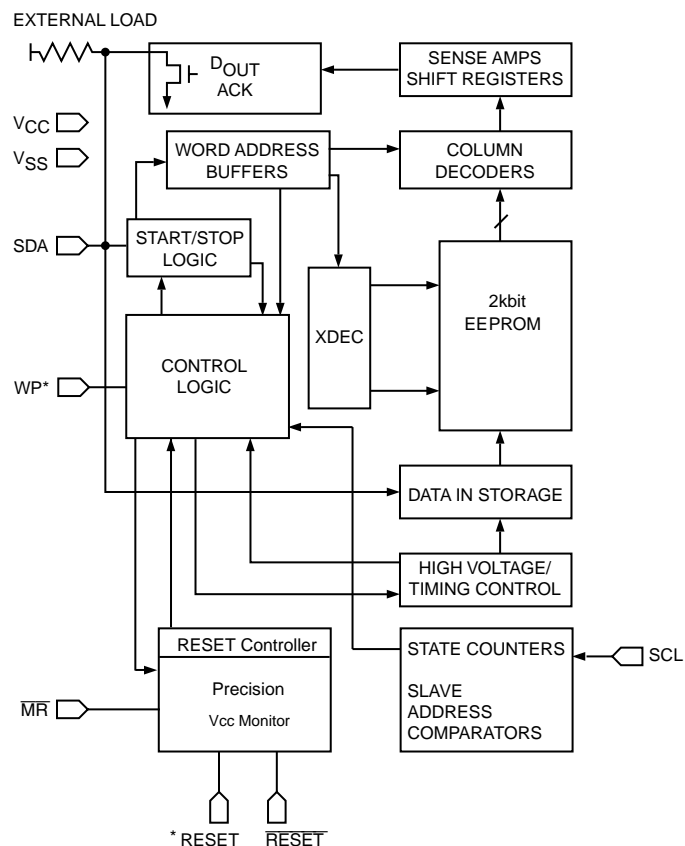 EXTERNAL LOAD
DOUT
ACK
SENSE AMPS
SHIFT REGISTERS
VCC
VSS
WORD ADDRESS
BUFFERS
COLUMN
DECODERS
SDA
START/STOP
LOGIC
2kbit
EEPROM
XDEC
WP*
CONTROL
LOGIC
DATA IN STORAGE
HIGH VOLTAGE/
TIMING CONTROL
RESET Controller
Precision
Vcc Monitor
STATE COUNTERS
SLAVE
ADDRESS
COMPARATORS
SCL
MR
* RESET
RESET